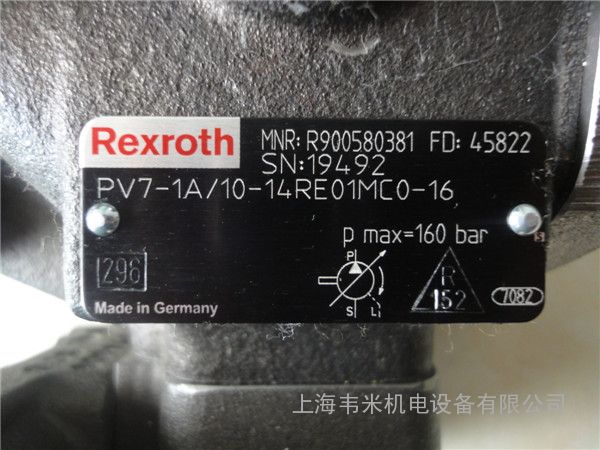 Rexroth MNR: R900580381 FD: 45822
SN:19492
PV7-1A/10-14RE01MC0-16
p max=160 bar
P
296
R
152
7082
S L
Made in Germany
上海韦米机电设备有限公司